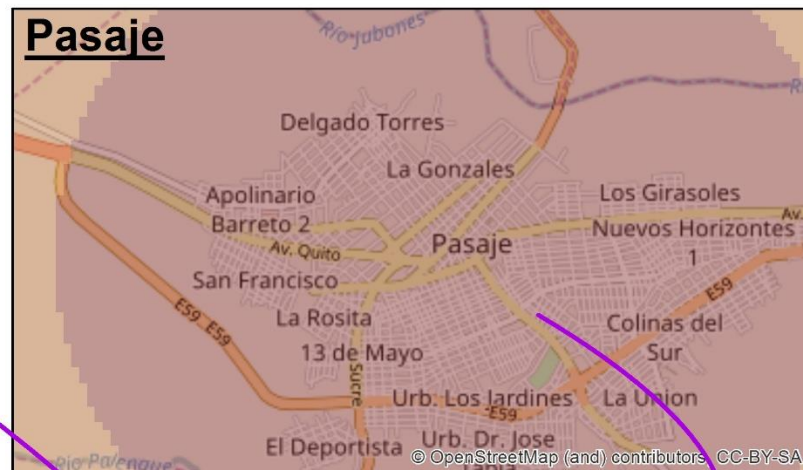 Pasaje
Río Jubones
Delgado Torres
La Gonzales
Apolinario
Barreto 2
Los Girasoles
Av.
Nuevos Horizontes
1
Av. Quito
Pasaje
San Francisco
E59
E59 E59
La Rosita
Colinas del
Sur
13 de Mayo
Sucre
Urb. Los Jardines
La Union
E59
El Deportista
Urb. Dr. Jose
Río Palenque
© OpenStreetMap (and) contributors, CC-BY-SA